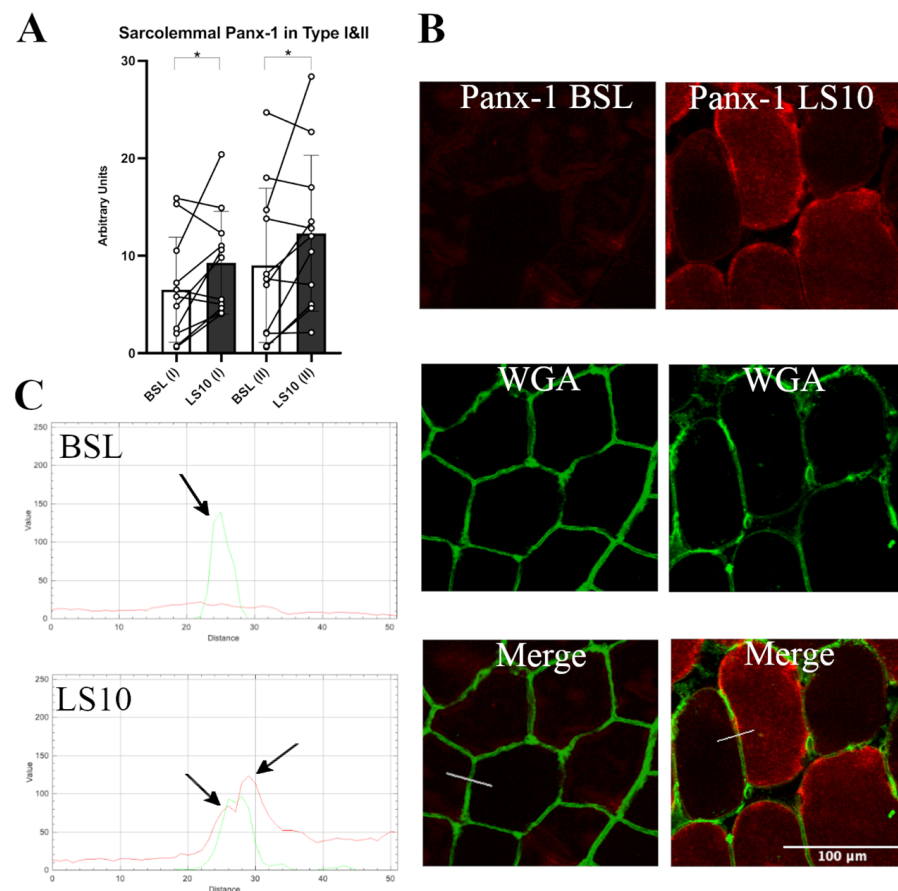 A
Sarcolemmal Panx-1 in Type I&II
*
*
30
20
10
0
Arbitrary Units
BSL (I)
LS10 (I)
BSL (II)
LS10 (II)
B
Panx-1 BSL
Panx-1 LS10
WGA
WGA
Merge
Merge
100 µm
C
BSL
250
200
150
100
50
0
Value
0 10 20 30 40 50
Distance
LS10
250
200
150
100
50
0
Value
0 10 20 30 40 50
Distance